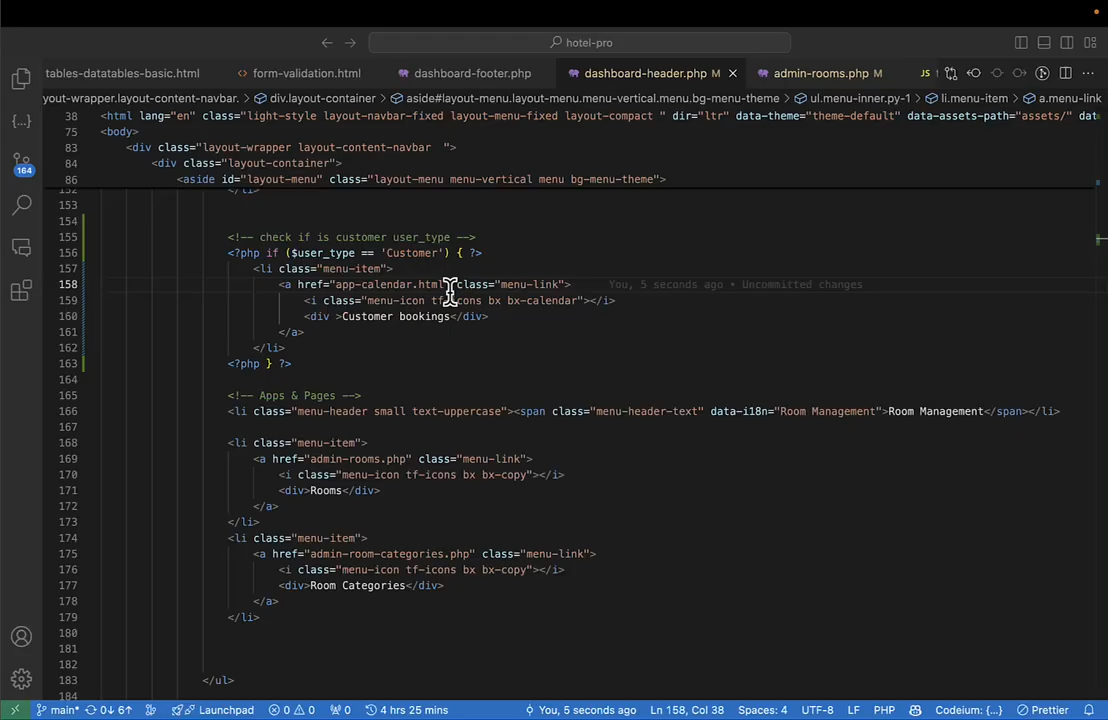 hotel-pro
tables-datatables-basic.html
form-validation.html
dashboard-footer.php
dashboard-header.php M
admin-rooms.php M
JS
ayout-wrapper.layout-content-navbar. > div.layout-container > aside#layout-menu.layout-menu.menu-vertical.menu.bg-menu-theme > ul.menu-inner.py-1 > li.menu-item > a.menu-link
38 <html lang="en" class="light-style layout-navbar-fixed layout-menu-fixed layout-compact " dir="ltr" data-theme="theme-default" data-assets-path="assets/" dat
75 <body>
83 <div class="layout-wrapper layout-content-navbar  ">
84 <div class="layout-container">
86 <aside id="layout-menu" class="layout-menu menu-vertical menu bg-menu-theme">
152 </li>
153
154
155 <!-- check if is customer user_type -->
156 <?php if ($user_type == 'Customer') { ?>
157 <li class="menu-item">
158 <a href="app-calendar.html" class="menu-link"> You, 5 seconds ago • Uncommitted changes
159 <i class="menu-icon tf-icons bx bx-calendar"></i>
160 <div >Customer bookings</div>
161 </a>
162 </li>
163 <?php } ?>
164
165 <!-- Apps & Pages -->
166 <li class="menu-header small text-uppercase"><span class="menu-header-text" data-i18n="Room Management">Room Management</span></li>
167
168 <li class="menu-item">
169 <a href="admin-rooms.php" class="menu-link">
170 <i class="menu-icon tf-icons bx bx-copy"></i>
171 <div>Rooms</div>
172 </a>
173 </li>
174 <li class="menu-item">
175 <a href="admin-room-categories.php" class="menu-link">
176 <i class="menu-icon tf-icons bx bx-copy"></i>
177 <div>Room Categories</div>
178 </a>
179 </li>
180
181
182
183 </ul>
184
164
main* 0↓ 6↑ Launchpad 0 0 0 4 hrs 25 mins You, 5 seconds ago Ln 158, Col 38 Spaces: 4 UTF-8 LF PHP Codeium: {...} Prettier